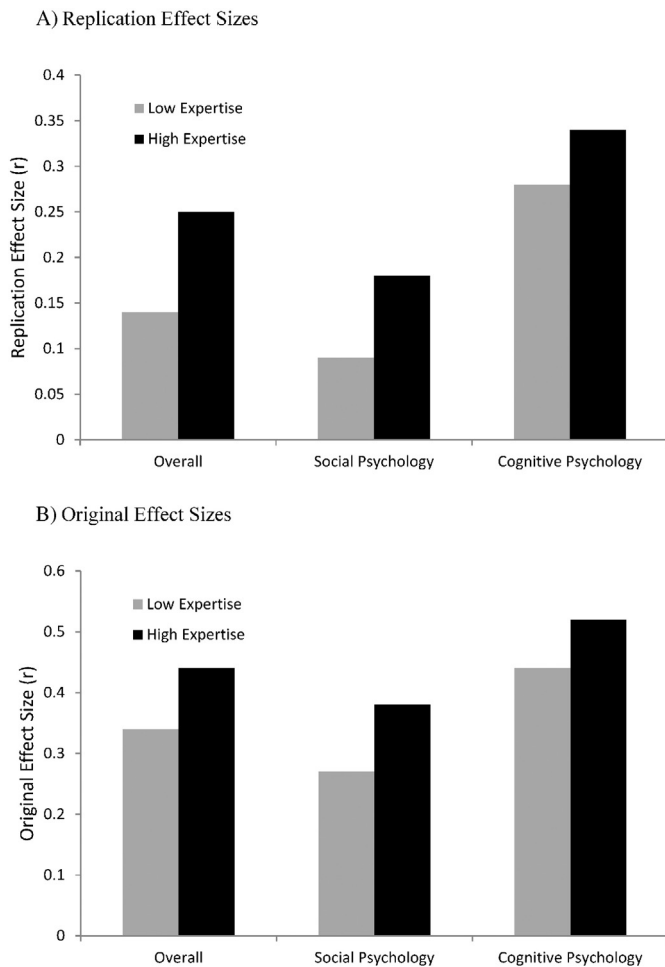 A) Replication Effect Sizes
0.4
0.35
0.3
0.25
0.2
0.15
0.1
0.05
0
Replication Effect Size (r)
Low Expertise
High Expertise
Overall
Social Psychology
Cognitive Psychology
B) Original Effect Sizes
0.6
0.5
0.4
0.3
0.2
0.1
0
Original Effect Size (r)
Low Expertise
High Expertise
Overall
Social Psychology
Cognitive Psychology